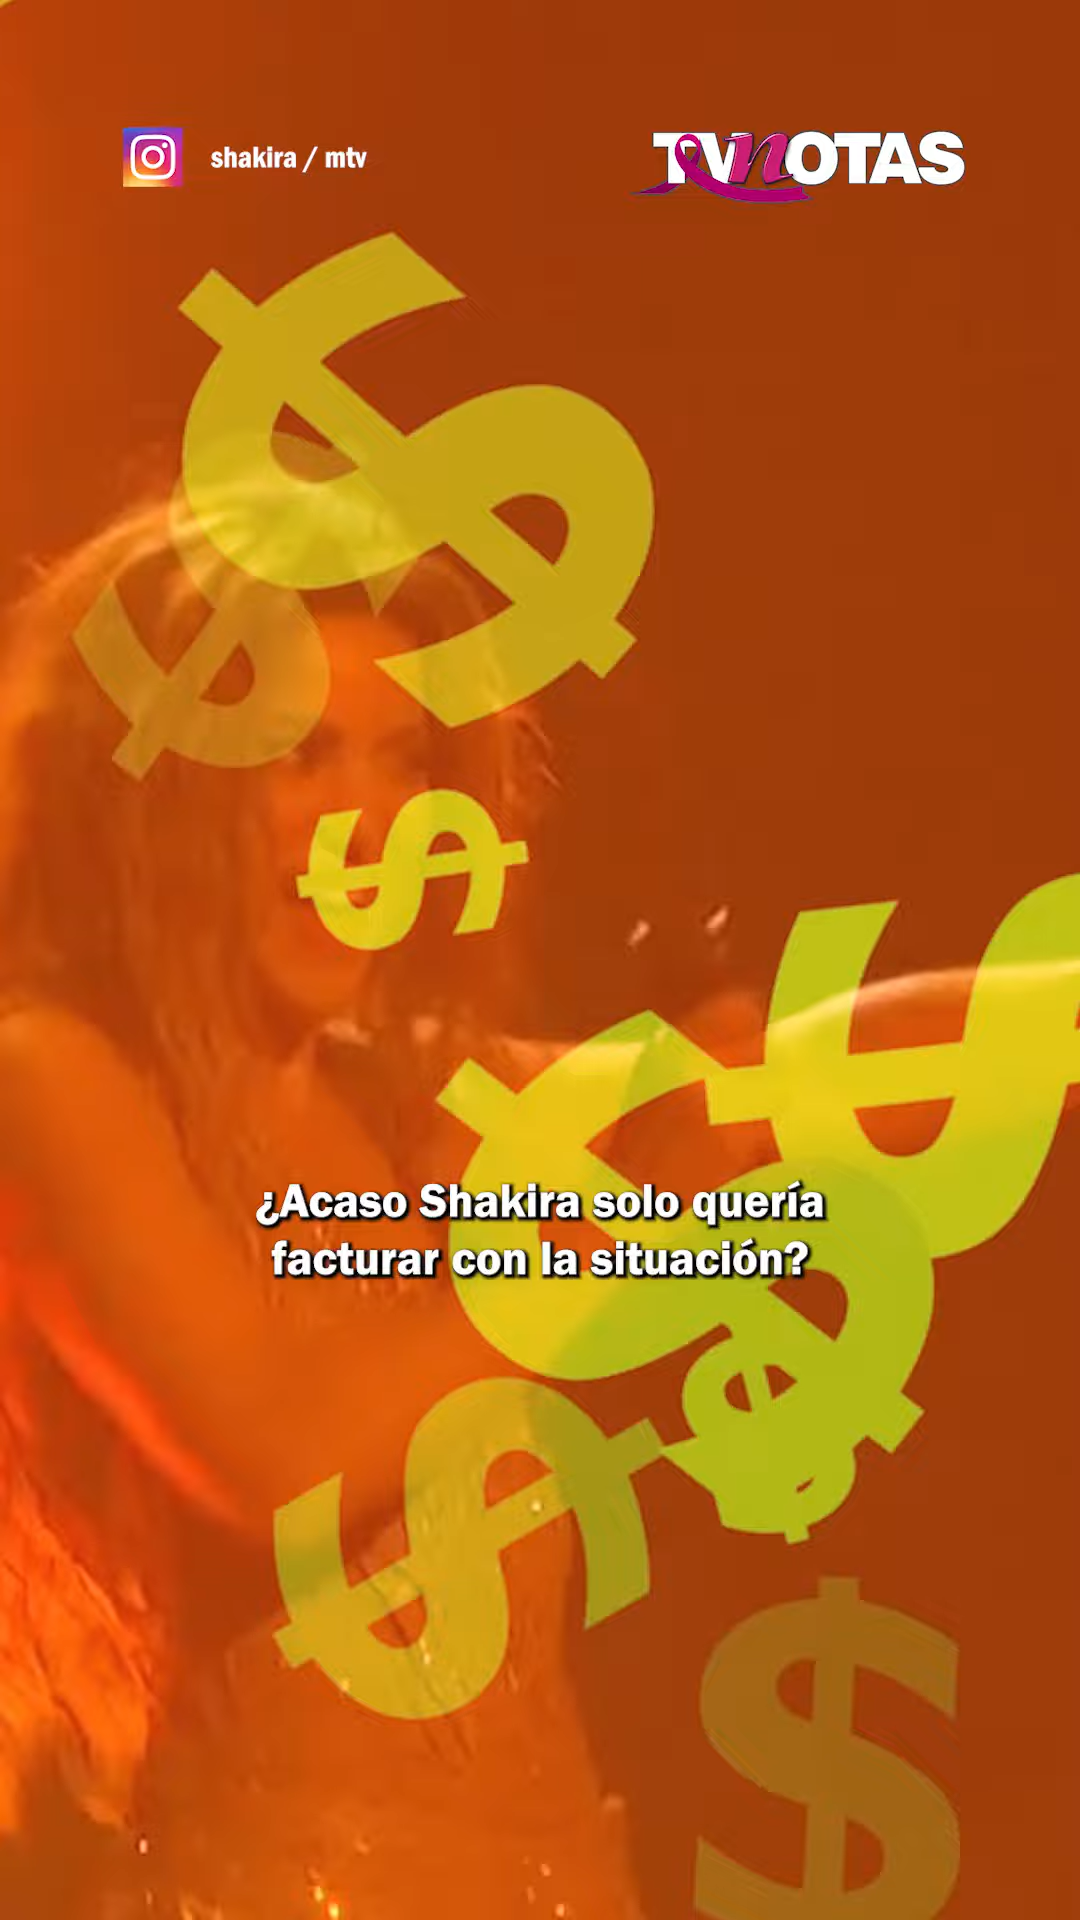 shakira / mtv
TVnOTAS
$
$
$
$
$
¿Acaso Shakira solo quería
facturar con la situación?
$
$
$